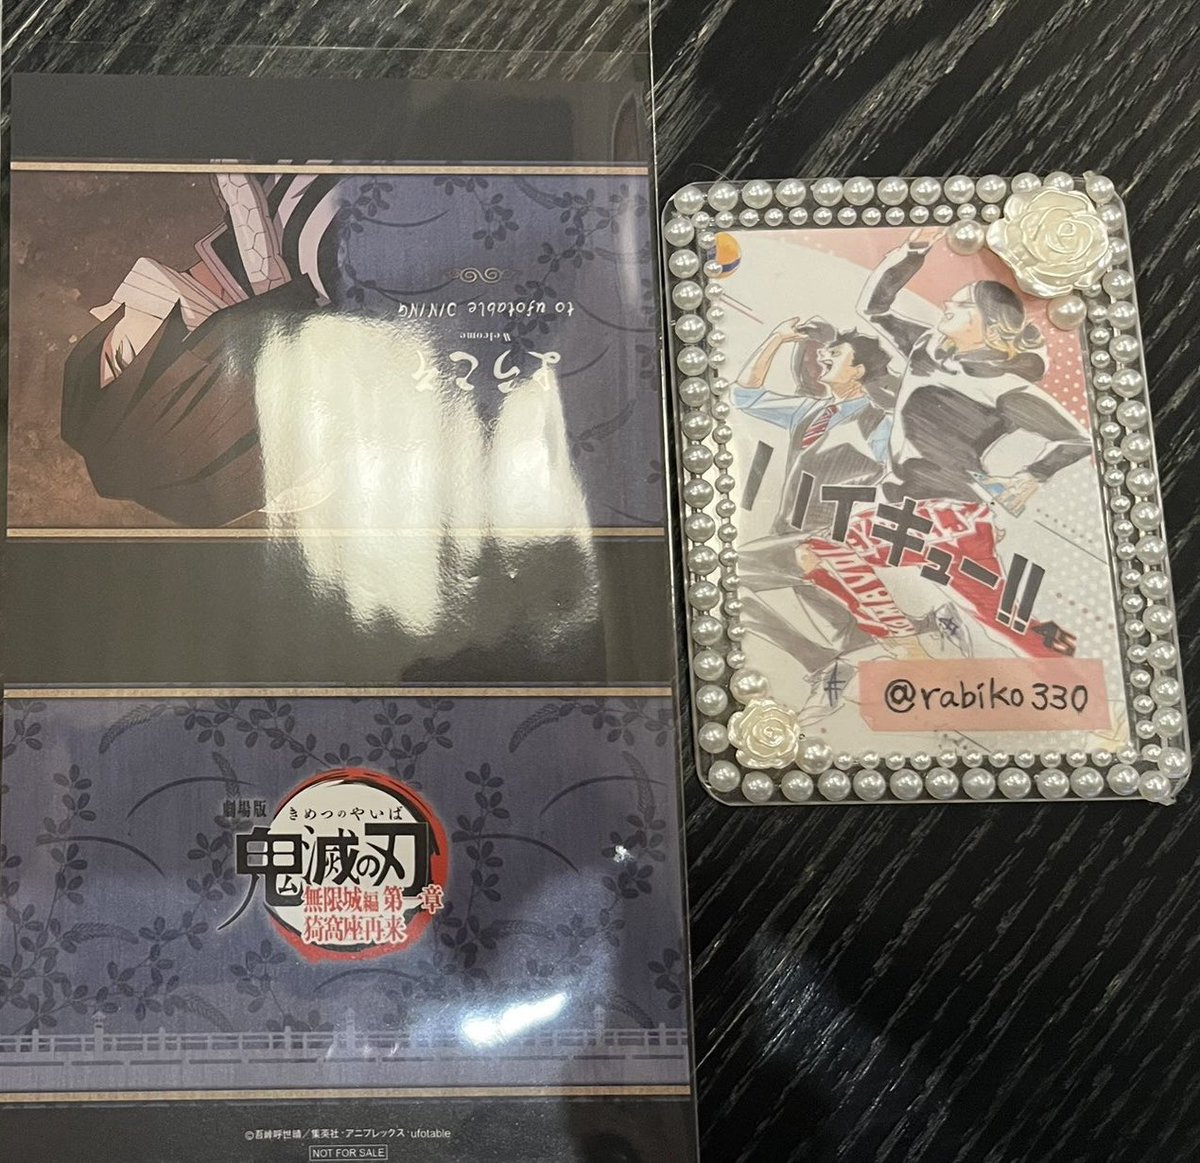 ようこそ
Welcome
to ufotable DINING
劇場版
きめつのやいば
鬼滅の刃
無限城編 第一章
猗窩座再来
©吾峠呼世晴／集英社・アニプレックス・ufotable
NOT FOR SALE
ハイキュー!!
45
@rabiko330